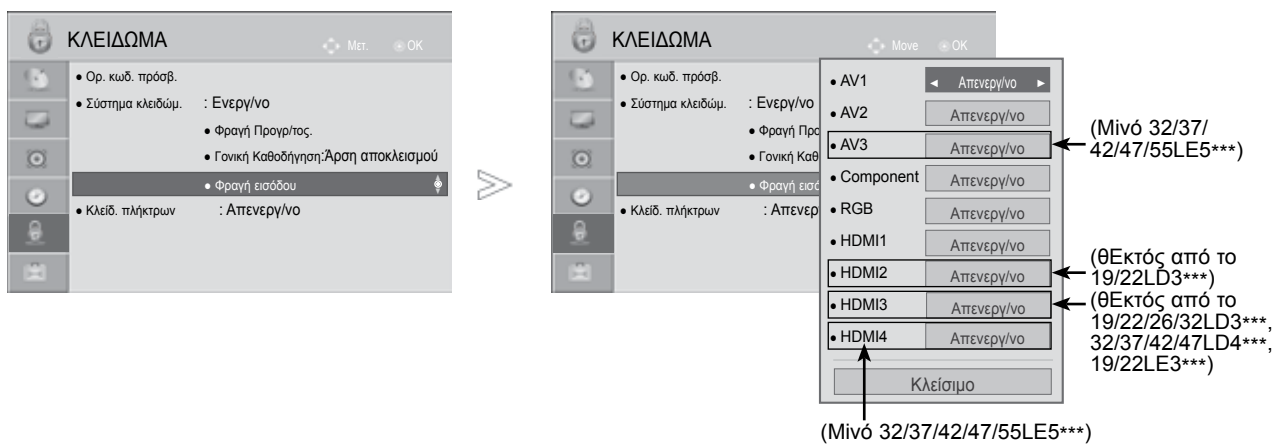 ΚΛΕΙΔΩΜΑ
Μετ. OK
• Ορ. κωδ. πρόσβ.
• Σύστημα κλειδώμ. : Ενεργ/νο
• Φραγή Προγρ/τος.
• Γονική Καθοδήγηση:Άρση αποκλεισμού
• Φραγή εισόδου
• Κλείδ. πλήκτρων : Απενεργ/νο
ΚΛΕΙΔΩΜΑ
Move OK
• Ορ. κωδ. πρόσβ.
• Σύστημα κλειδώμ. : Ενεργ/νο
• Φραγή Προ
• Γονική Καθ
• Φραγή εισό
• Κλείδ. πλήκτρων : Απενερ
• AV1 ◄ Απενεργ/νο ►
• AV2 Απενεργ/νο
• AV3 Απενεργ/νο
• Component Απενεργ/νο
• RGB Απενεργ/νο
• HDMI1 Απενεργ/νο
• HDMI2 Απενεργ/νο
• HDMI3 Απενεργ/νο
• HDMI4 Απενεργ/νο
Κλείσιμο
(Μινό 32/37/
42/47/55LE5***)
(θΕκτός από το
19/22LD3***)
(θΕκτός από το
19/22/26/32LD3***,
32/37/42/47LD4***,
19/22LE3***)
(Μινό 32/37/42/47/55LE5***)